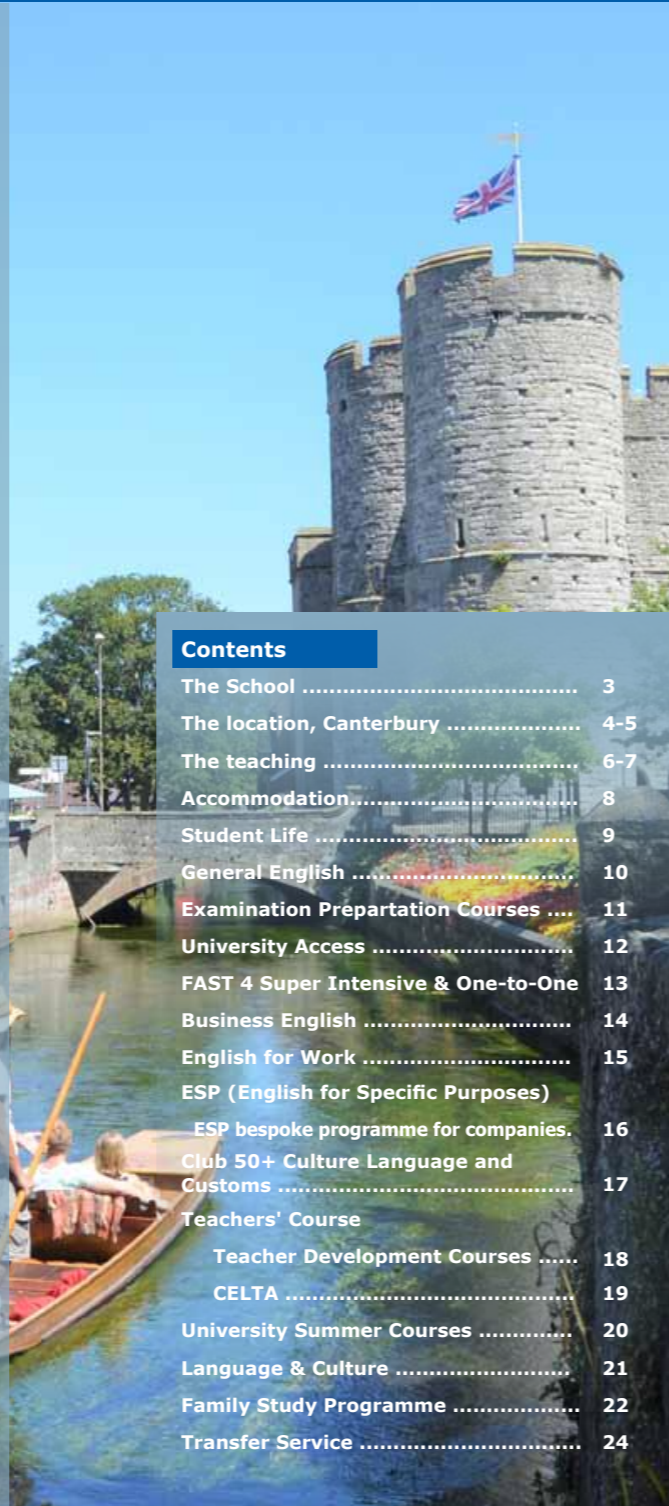 Contents
The School ......................................... 3
The location, Canterbury .................... 4-5
The teaching ...................................... 6-7
Accommodation.................................. 8
Student Life ....................................... 9
General English ................................. 10
Examination Prepartation Courses .... 11
University Access .............................. 12
FAST 4 Super Intensive & One-to-One 13
Business English ............................... 14
English for Work ............................... 15
ESP (English for Specific Purposes)
ESP bespoke programme for companies. 16
Club 50+ Culture Language and
Customs ............................................ 17
Teachers' Course
Teacher Development Courses ...... 18
CELTA ........................................... 19
University Summer Courses .............. 20
Language & Culture .......................... 21
Family Study Programme ................... 22
Transfer Service ................................. 24